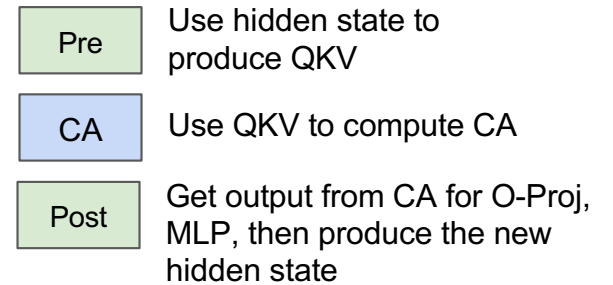 Pre
Use hidden state to
produce QKV
CA
Use QKV to compute CA
Post
Get output from CA for O-Proj,
MLP, then produce the new
hidden state